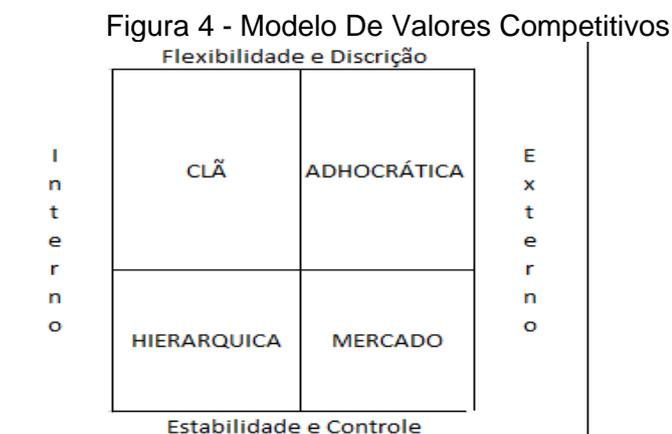 Figura 4 - Modelo De Valores Competitivos
Flexibilidade e Discrição
Interno
CLÃ
ADHOCRÁTICA
Externo
HIERARQUICA
MERCADO
Estabilidade e Controle